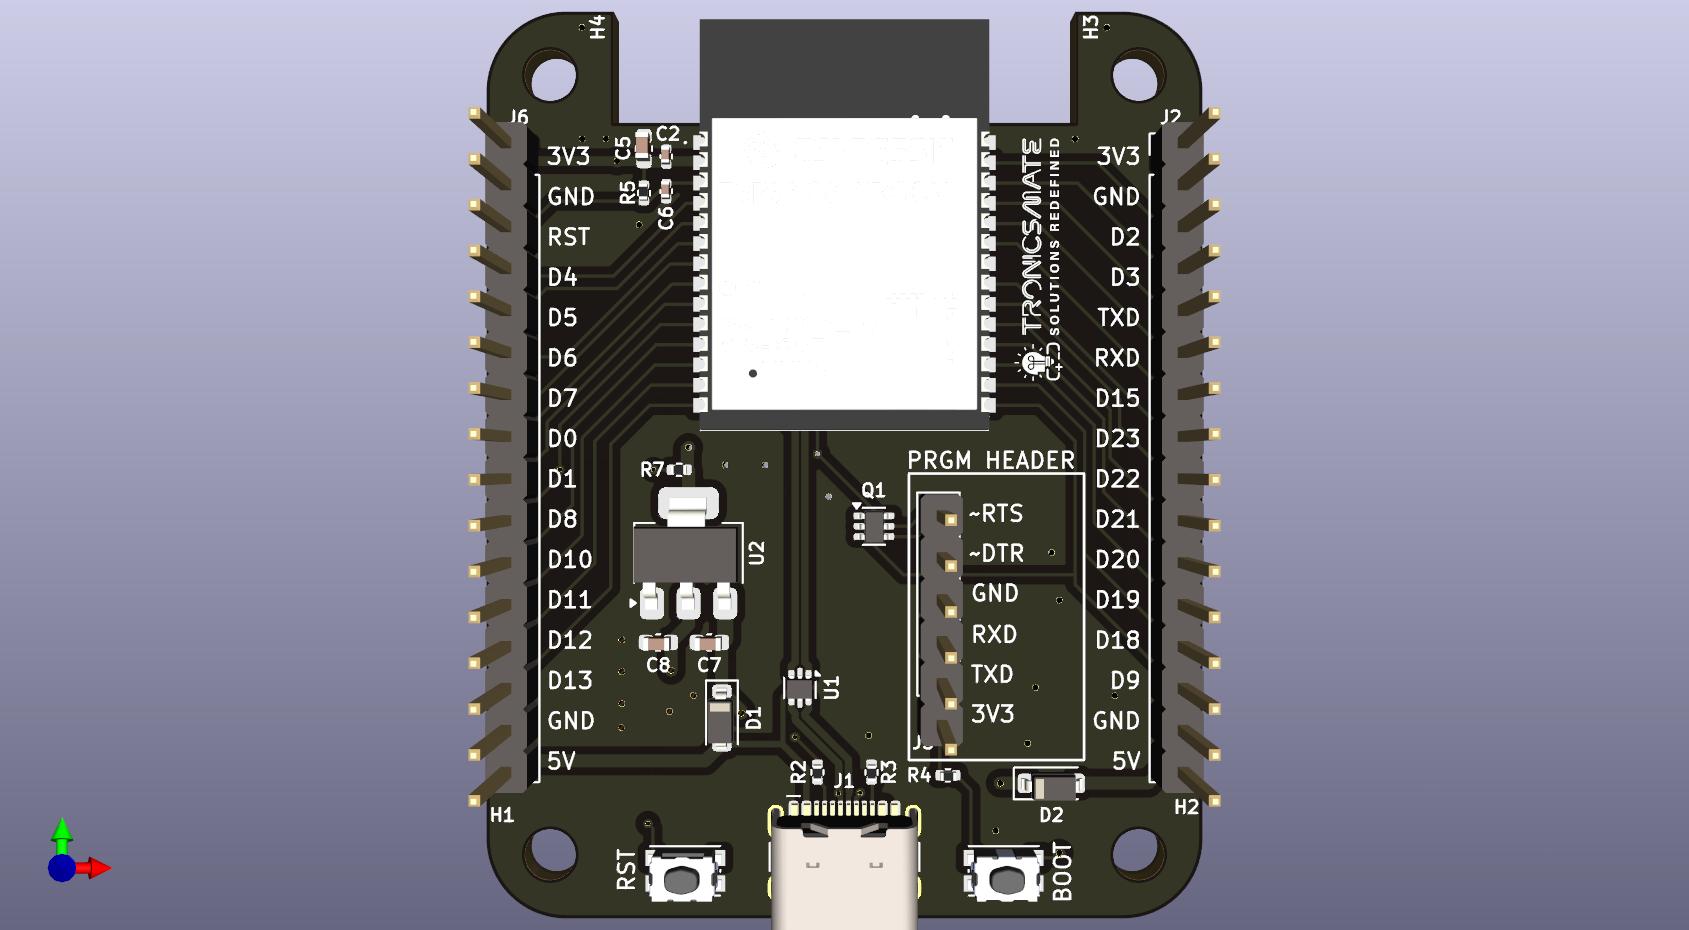 H4
H3
J6
J2
C5
C2
R5
C6
3V3
GND
RST
D4
D5
D6
D7
D0
D1
D8
D10
D11
D12
D13
GND
5V
TRONICSMATE
SOLUTIONS REDEFINED
3V3
GND
D2
D3
TXD
RXD
D15
D23
D22
D21
D20
D19
D18
D9
GND
5V
R7
U2
C8
C7
D1
U1
Q1
PRGM HEADER
~RTS
~DTR
GND
RXD
TXD
3V3
R2
J1
R3
R4
D2
H1
H2
RST
BOOT